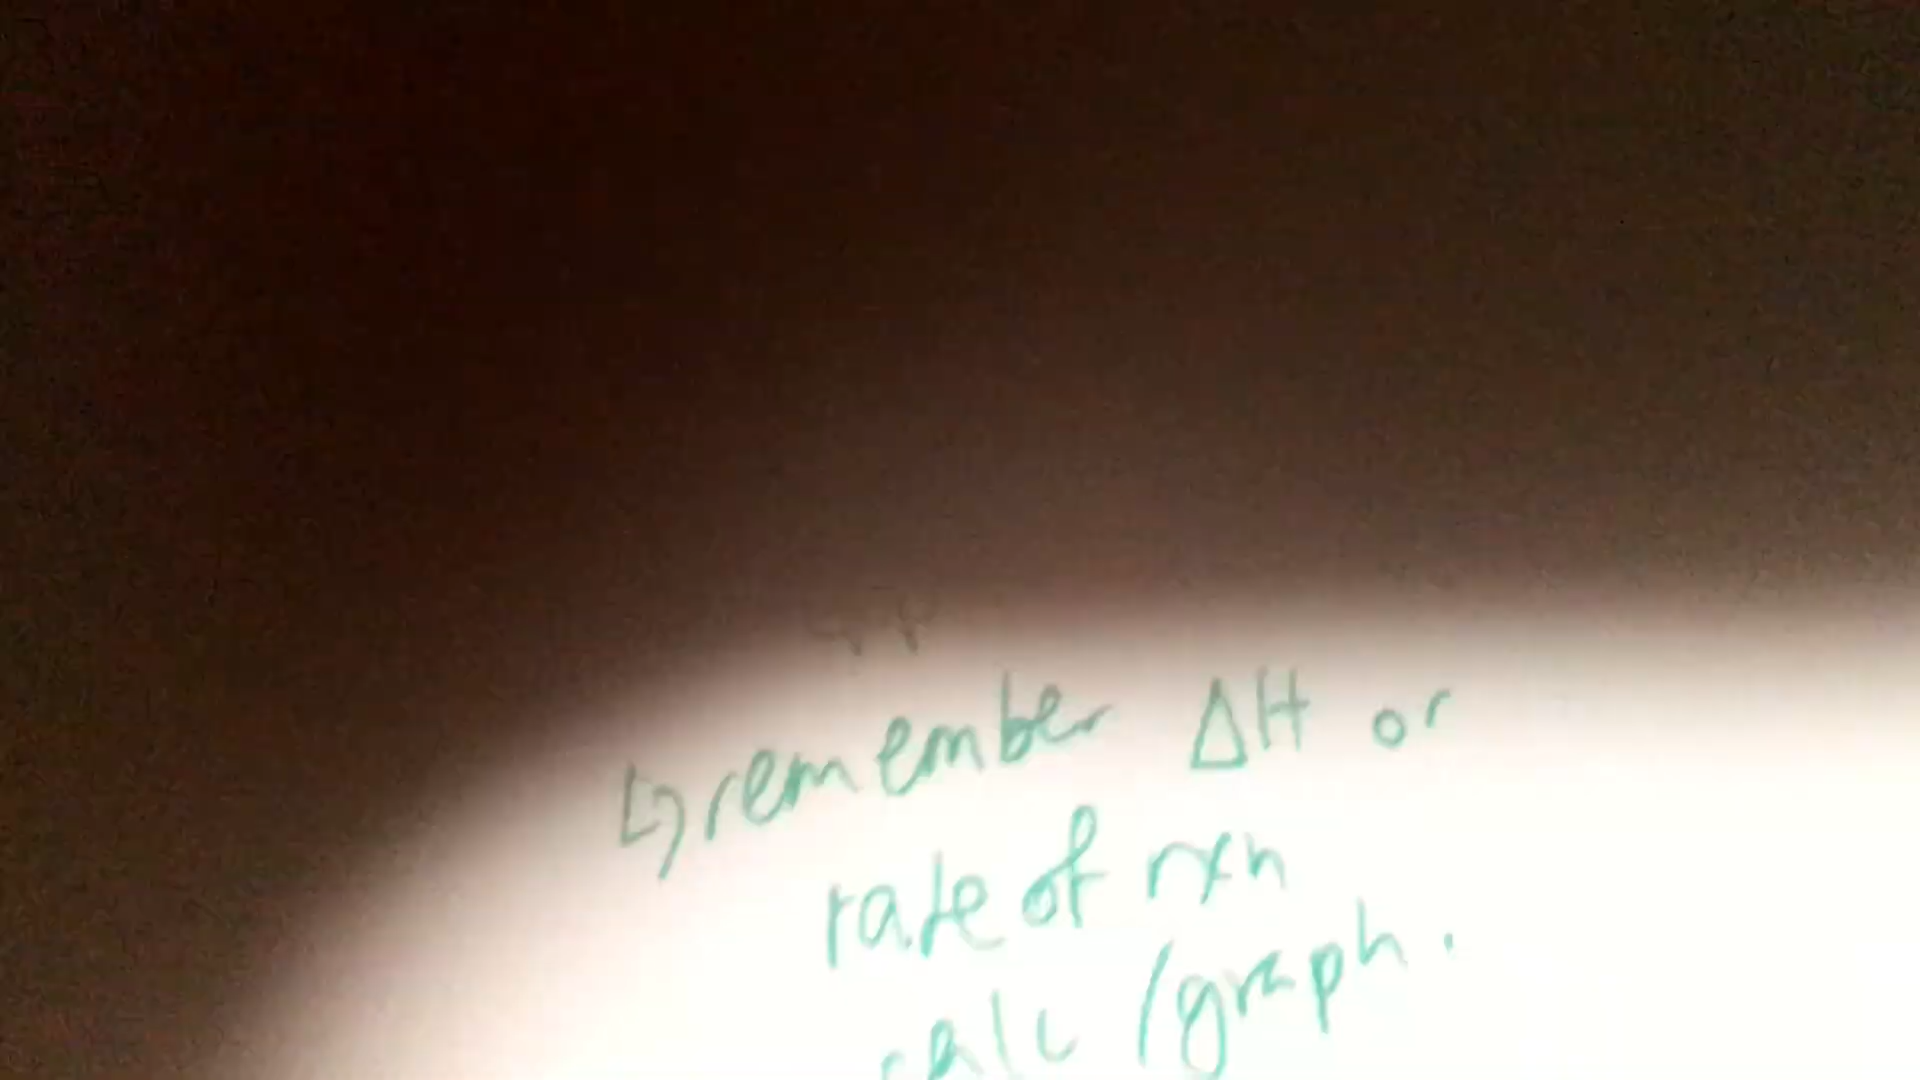 ↳ remember ΔH or
rate of rxn
calc/graph.